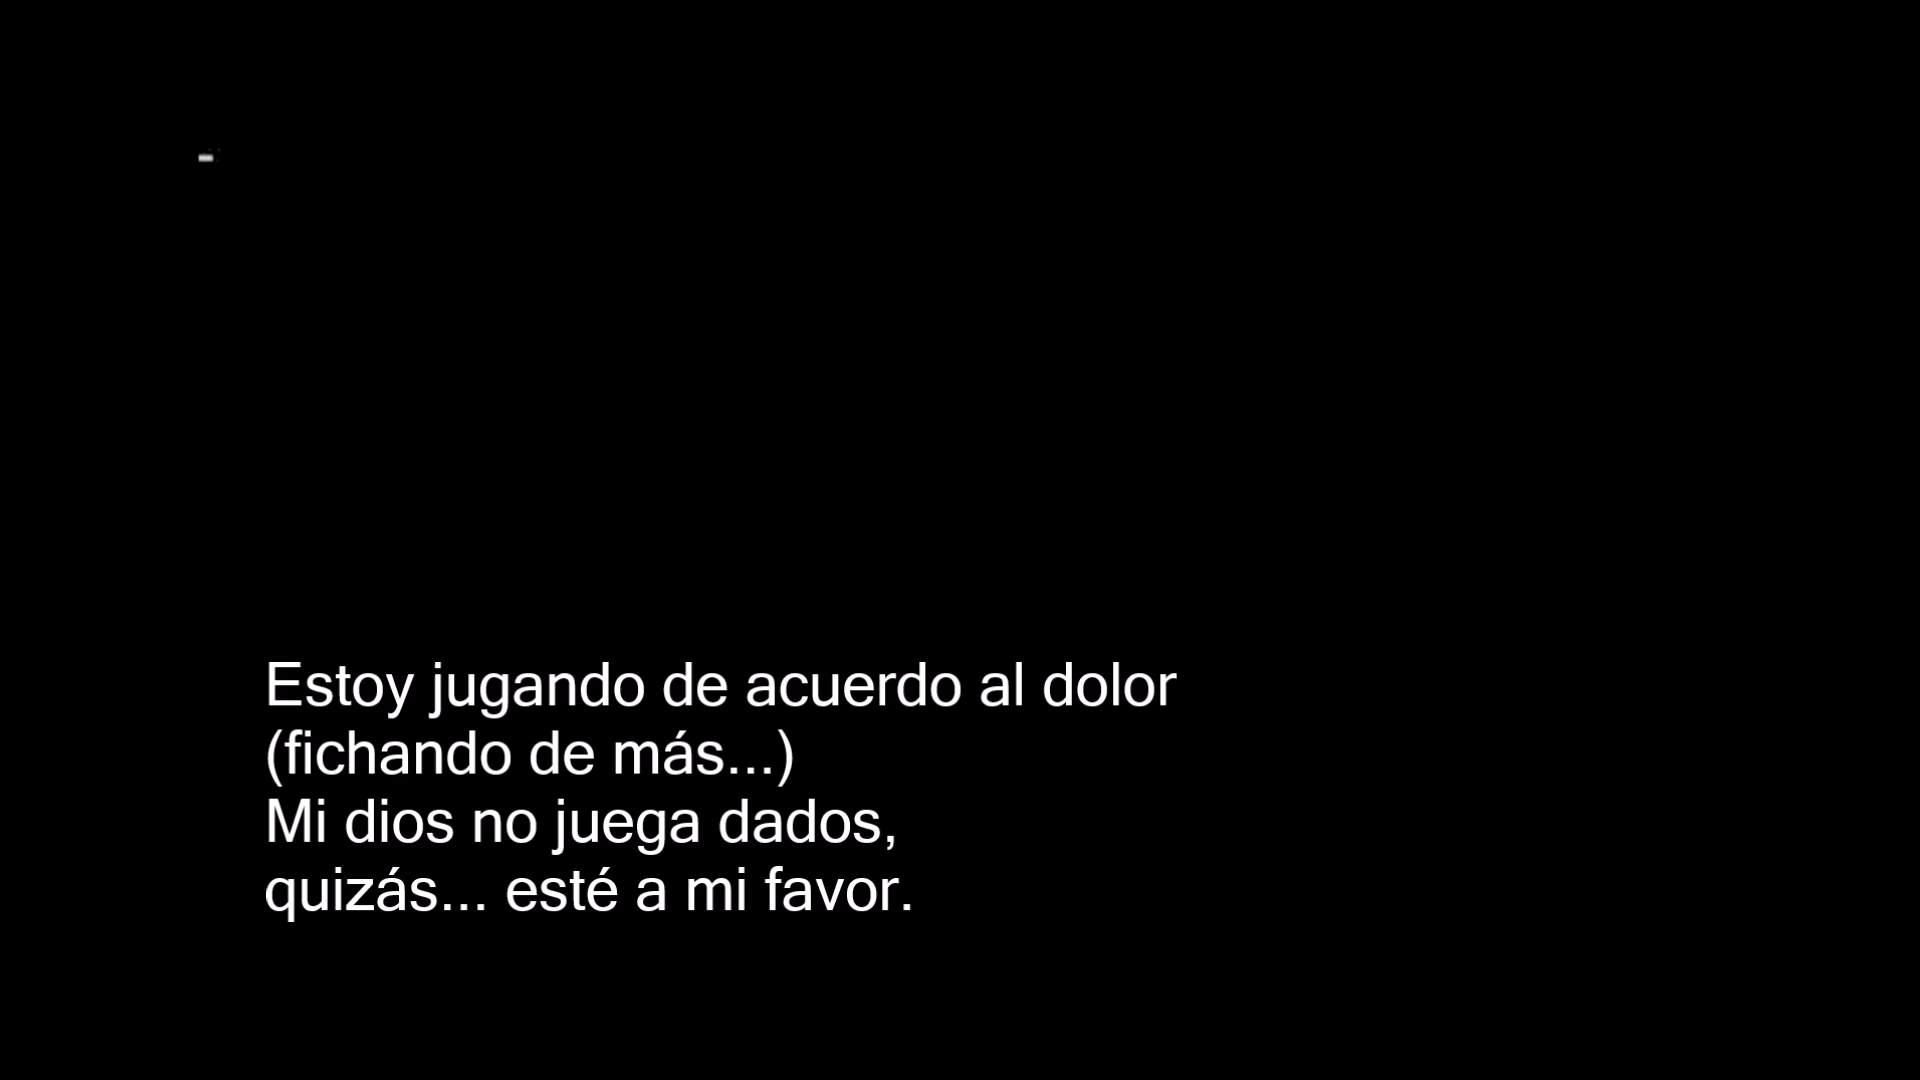 Estoy jugando de acuerdo al dolor
(fichando de más...)
Mi dios no juega dados,
quizás... esté a mi favor.